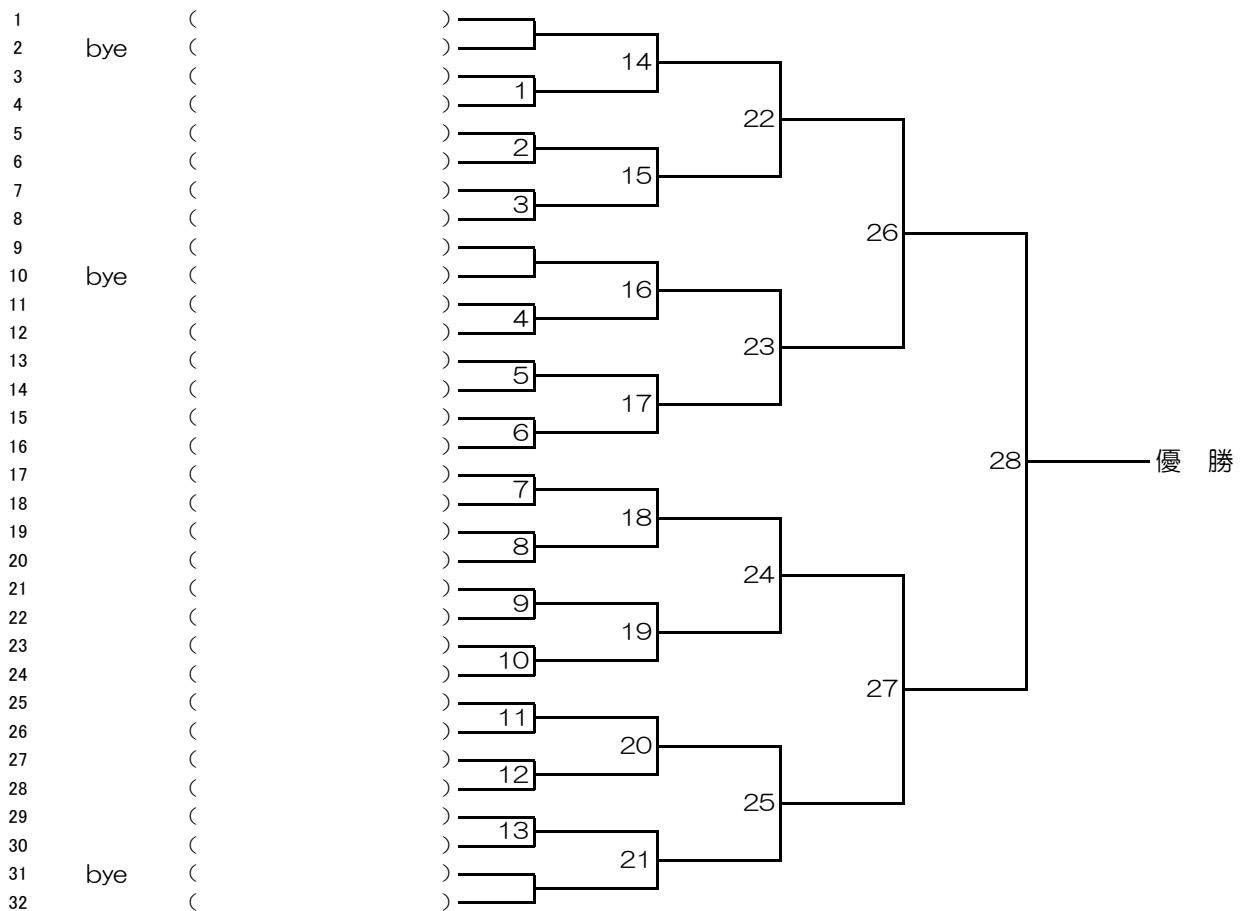 1 ( )
2 bye ( )
14
3 ( )
1
4 ( )
22
5 ( )
2
6 ( )
15
7 ( )
3
8 ( )
26
9 ( )
10 bye ( )
16
11 ( )
4
12 ( )
23
13 ( )
5
14 ( )
17
15 ( )
6
16 ( )
28 優 勝
17 ( )
7
18 ( )
18
19 ( )
8
20 ( )
24
21 ( )
9
22 ( )
19
23 ( )
10
24 ( )
27
25 ( )
11
26 ( )
20
27 ( )
12
28 ( )
25
29 ( )
13
30 ( )
21
31 bye ( )
32 ( )